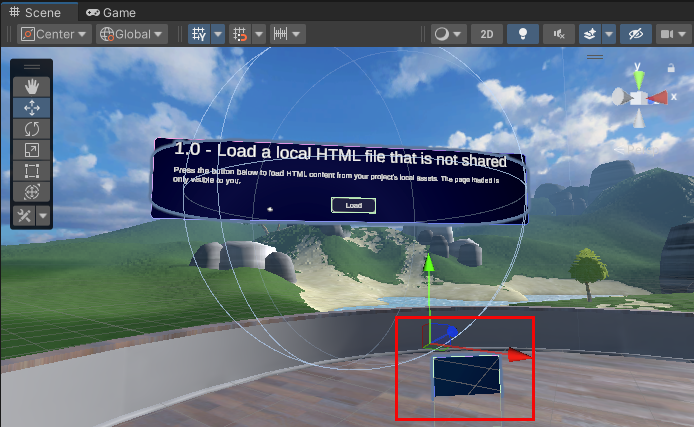 Scene Game
Center Global 2D
y
x
1.0 - Load a local HTML file that is not shared
Press the button below to load HTML content from your project's local assets. The page loaded is
only visible to you.
Load